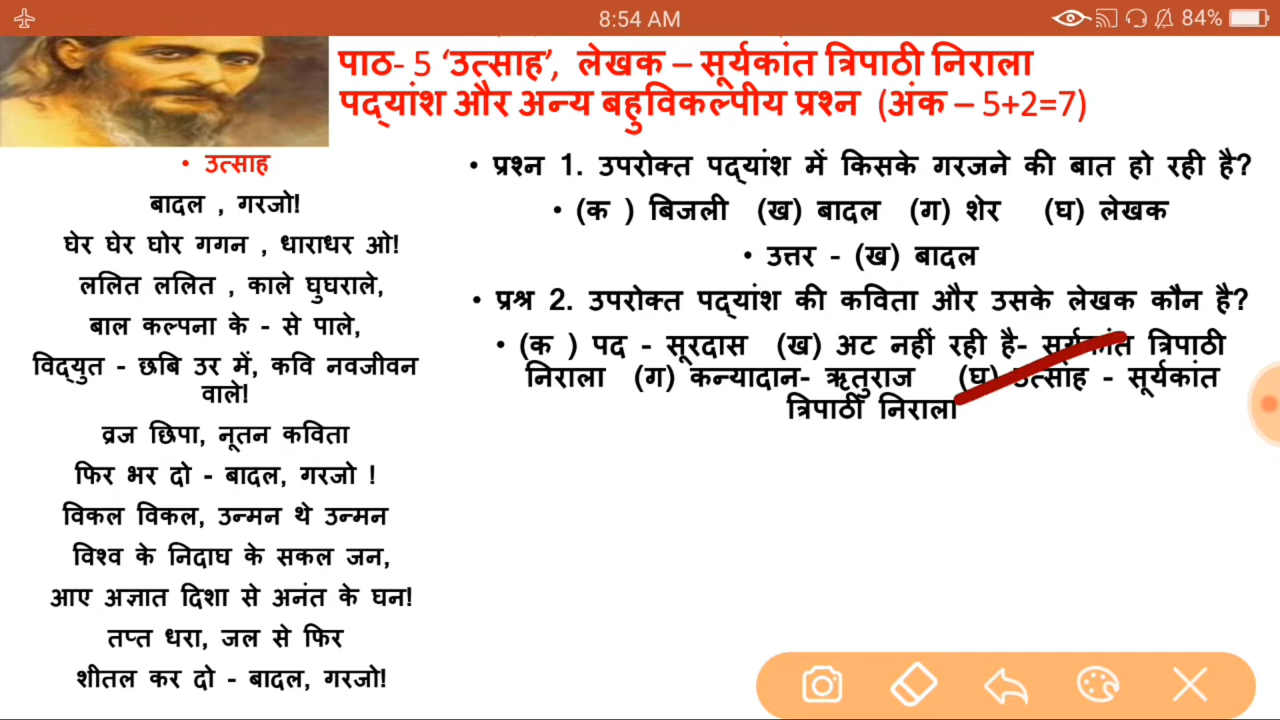 8:54 AM
84%
पाठ- 5 ‘उत्साह’, लेखक – सूर्यकांत त्रिपाठी निराला
पद्यांश और अन्य बहुविकल्पीय प्रश्न (अंक – 5+2=7)
• उत्साह
बादल , गरजो!
घेर घेर घोर गगन , धाराधर ओ!
ललित ललित , काले घुघराले,
बाल कल्पना के - से पाले,
विद्युत - छबि उर में, कवि नवजीवन
वाले!
व्रज छिपा, नूतन कविता
फिर भर दो - बादल, गरजो !
विकल विकल, उन्मन थे उन्मन
विश्व के निदाघ के सकल जन,
आए अज्ञात दिशा से अनंत के घन!
तप्त धरा, जल से फिर
शीतल कर दो - बादल, गरजो!
• प्रश्न 1. उपरोक्त पद्यांश में किसके गरजने की बात हो रही है?
• (क ) बिजली (ख) बादल (ग) शेर (घ) लेखक
• उत्तर - (ख) बादल
• प्रश्न 2. उपरोक्त पद्यांश की कविता और उसके लेखक कौन है?
• (क ) पद - सूरदास (ख) अट नहीं रही है- सूर्यकांत त्रिपाठी
निराला (ग) कन्यादान- ऋतुराज (घ) उत्साह - सूर्यकांत
त्रिपाठी निराला